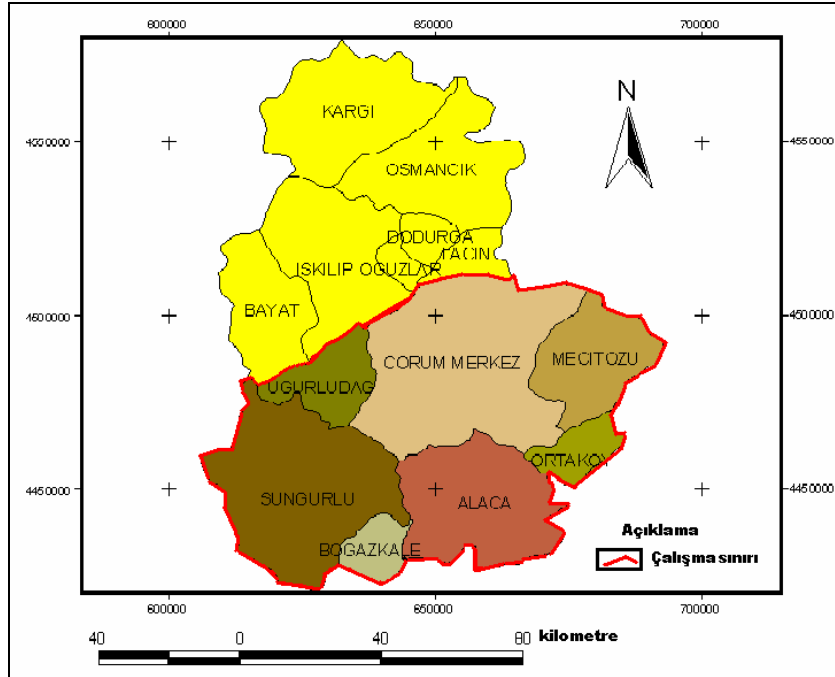 600000 650000 700000
N
KARGI
4550000 4550000
OSMANCIK
DODURGA
LACIN
ISKILIP OGUZLAR
BAYAT
4500000 4500000
CORUM MERKEZ
MECITOZU
UGURLUDAG
ORTAKOY
4450000 4450000
SUNGURLU
ALACA
BOGAZKALE
Açıklama
Çalışma sınırı
600000 650000 700000
40 0 40 80 kilometre